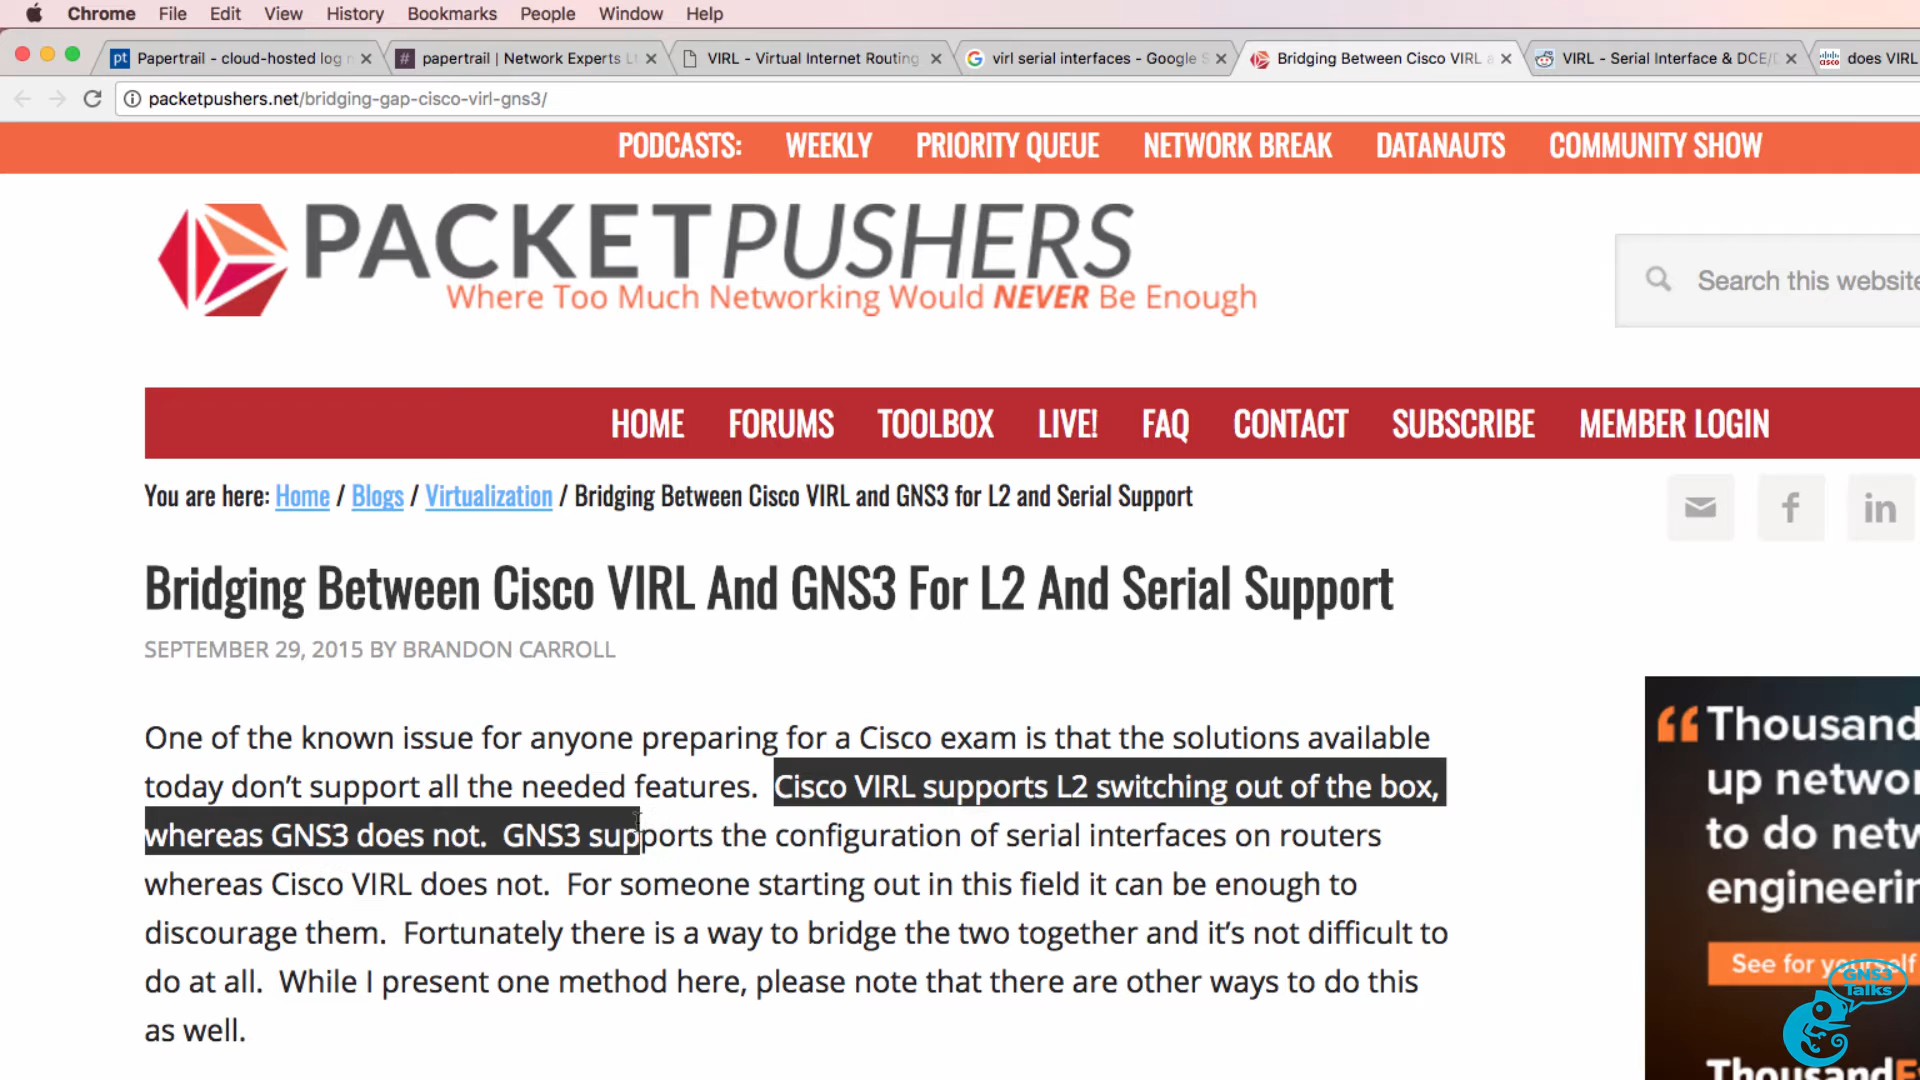 Chrome File Edit View History Bookmarks People Window Help
pt Papertrail - cloud-hosted log
# papertrail | Network Experts L
VIRL - Virtual Internet Routing
virl serial interfaces - Google S
Bridging Between Cisco VIRL a
VIRL - Serial Interface & DCE/D
cisco does VIRL
packetpushers.net/bridging-gap-cisco-virl-gns3/
PODCASTS: WEEKLY PRIORITY QUEUE NETWORK BREAK DATANAUTS COMMUNITY SHOW
PACKETPUSHERS
Where Too Much Networking Would NEVER Be Enough
Search this website
HOME FORUMS TOOLBOX LIVE! FAQ CONTACT SUBSCRIBE MEMBER LOGIN
You are here: Home / Blogs / Virtualization / Bridging Between Cisco VIRL and GNS3 for L2 and Serial Support
f in
Bridging Between Cisco VIRL And GNS3 For L2 And Serial Support
SEPTEMBER 29, 2015 BY BRANDON CARROLL
One of the known issue for anyone preparing for a Cisco exam is that the solutions available
today don’t support all the needed features.  Cisco VIRL supports L2 switching out of the box,
whereas GNS3 does not.  GNS3 supports the configuration of serial interfaces on routers
whereas Cisco VIRL does not.  For someone starting out in this field it can be enough to
discourage them.  Fortunately there is a way to bridge the two together and it’s not difficult to
do at all.  While I present one method here, please note that there are other ways to do this
as well.
“Thousand
up networ
to do netw
engineerin
See for yourself
ThousandE
GNS3
Talks